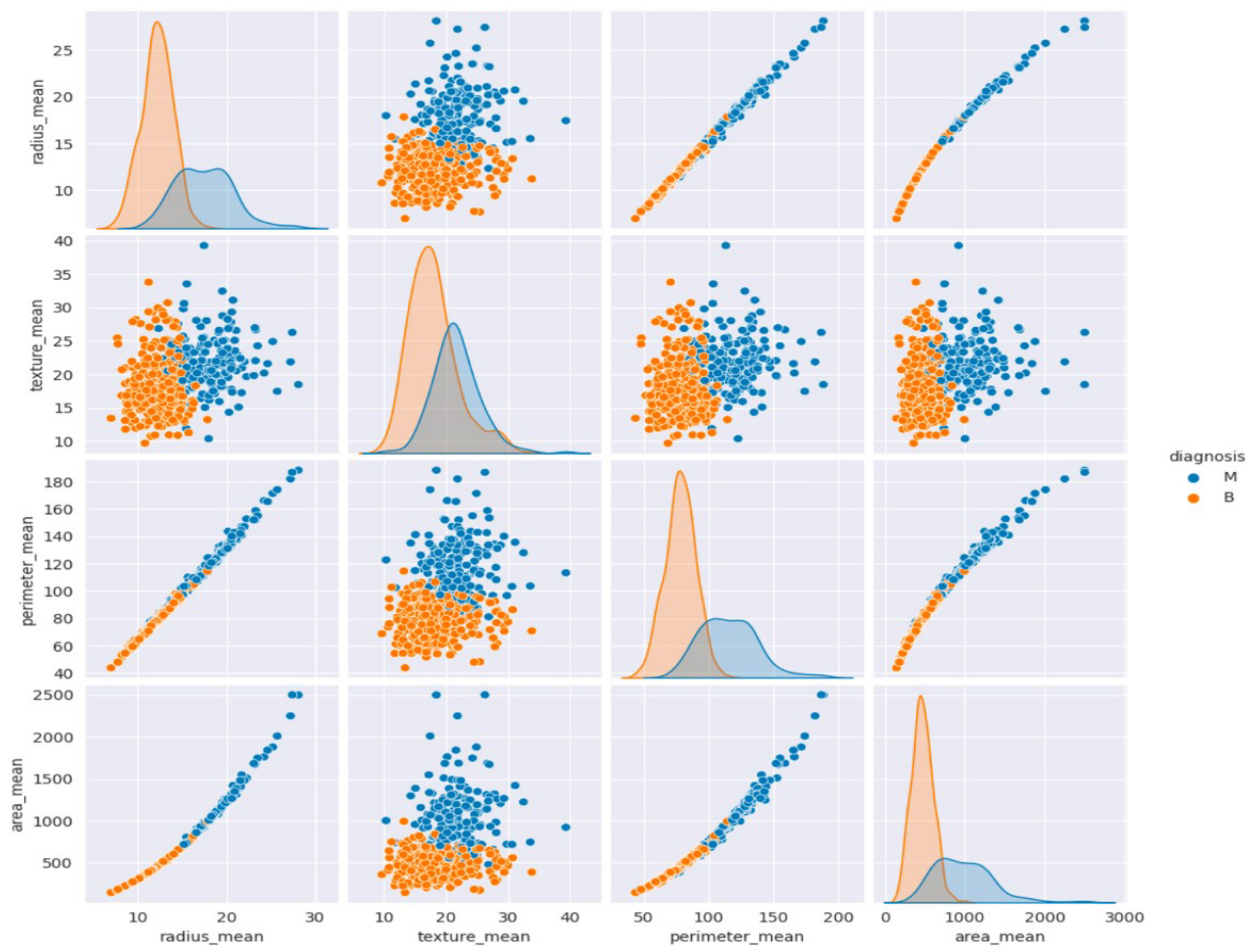 radius_mean
25
20
15
10
texture_mean
40
35
30
25
20
15
10
perimeter_mean
180
160
140
120
100
80
60
40
area_mean
2500
2000
1500
1000
500
10 20 30 10 20 30 40 50 100 150 200 0 1000 2000 3000
radius_mean texture_mean perimeter_mean area_mean
diagnosis
M
B